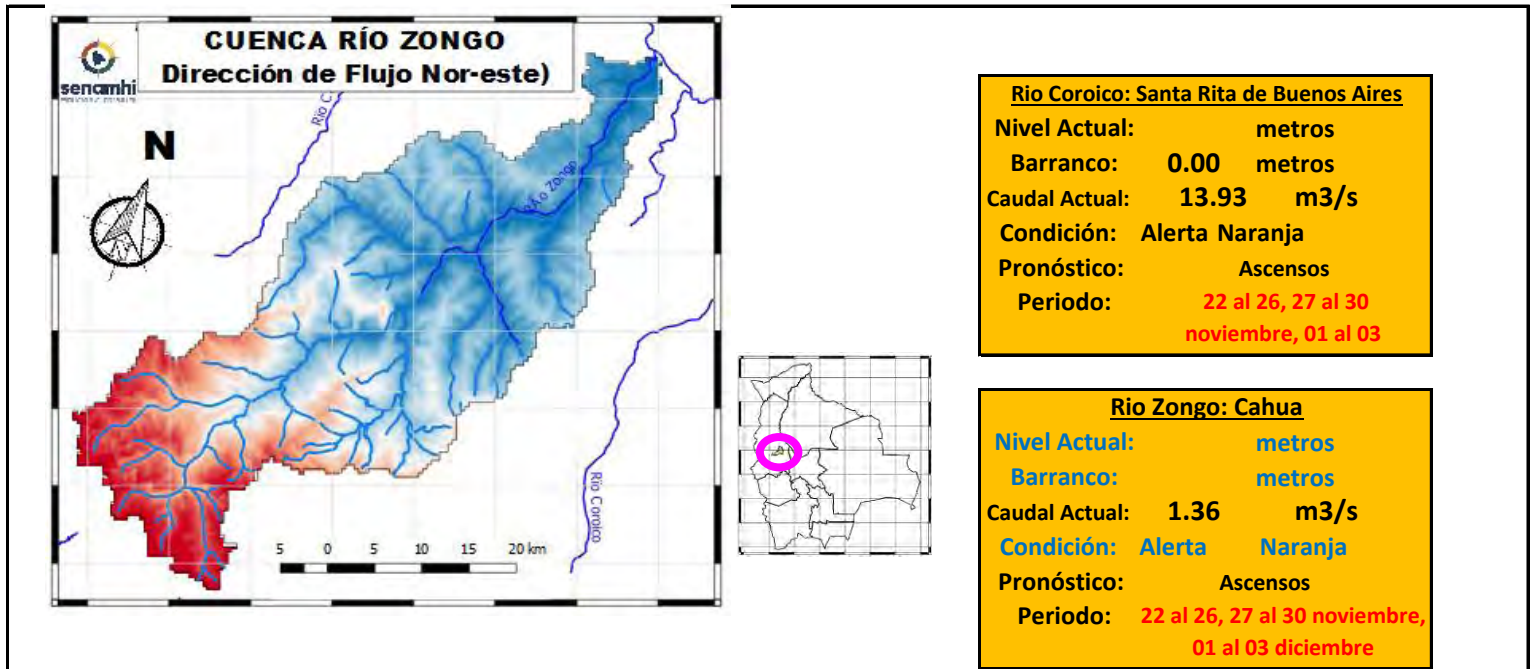 CUENCA RÍO ZONGO
Dirección de Flujo Nor-este)
senamhi
N
Río C
RÃ­o Zongo
Río Coroico
5 0 5 10 15 20 km
Rio Coroico: Santa Rita de Buenos Aires
Nivel Actual: metros
Barranco: 0.00 metros
Caudal Actual: 13.93 m3/s
Condición: Alerta Naranja
Pronóstico: Ascensos
Periodo: 22 al 26, 27 al 30
noviembre, 01 al 03
Rio Zongo: Cahua
Nivel Actual: metros
Barranco: metros
Caudal Actual: 1.36 m3/s
Condición: Alerta Naranja
Pronóstico: Ascensos
Periodo: 22 al 26, 27 al 30 noviembre,
01 al 03 diciembre